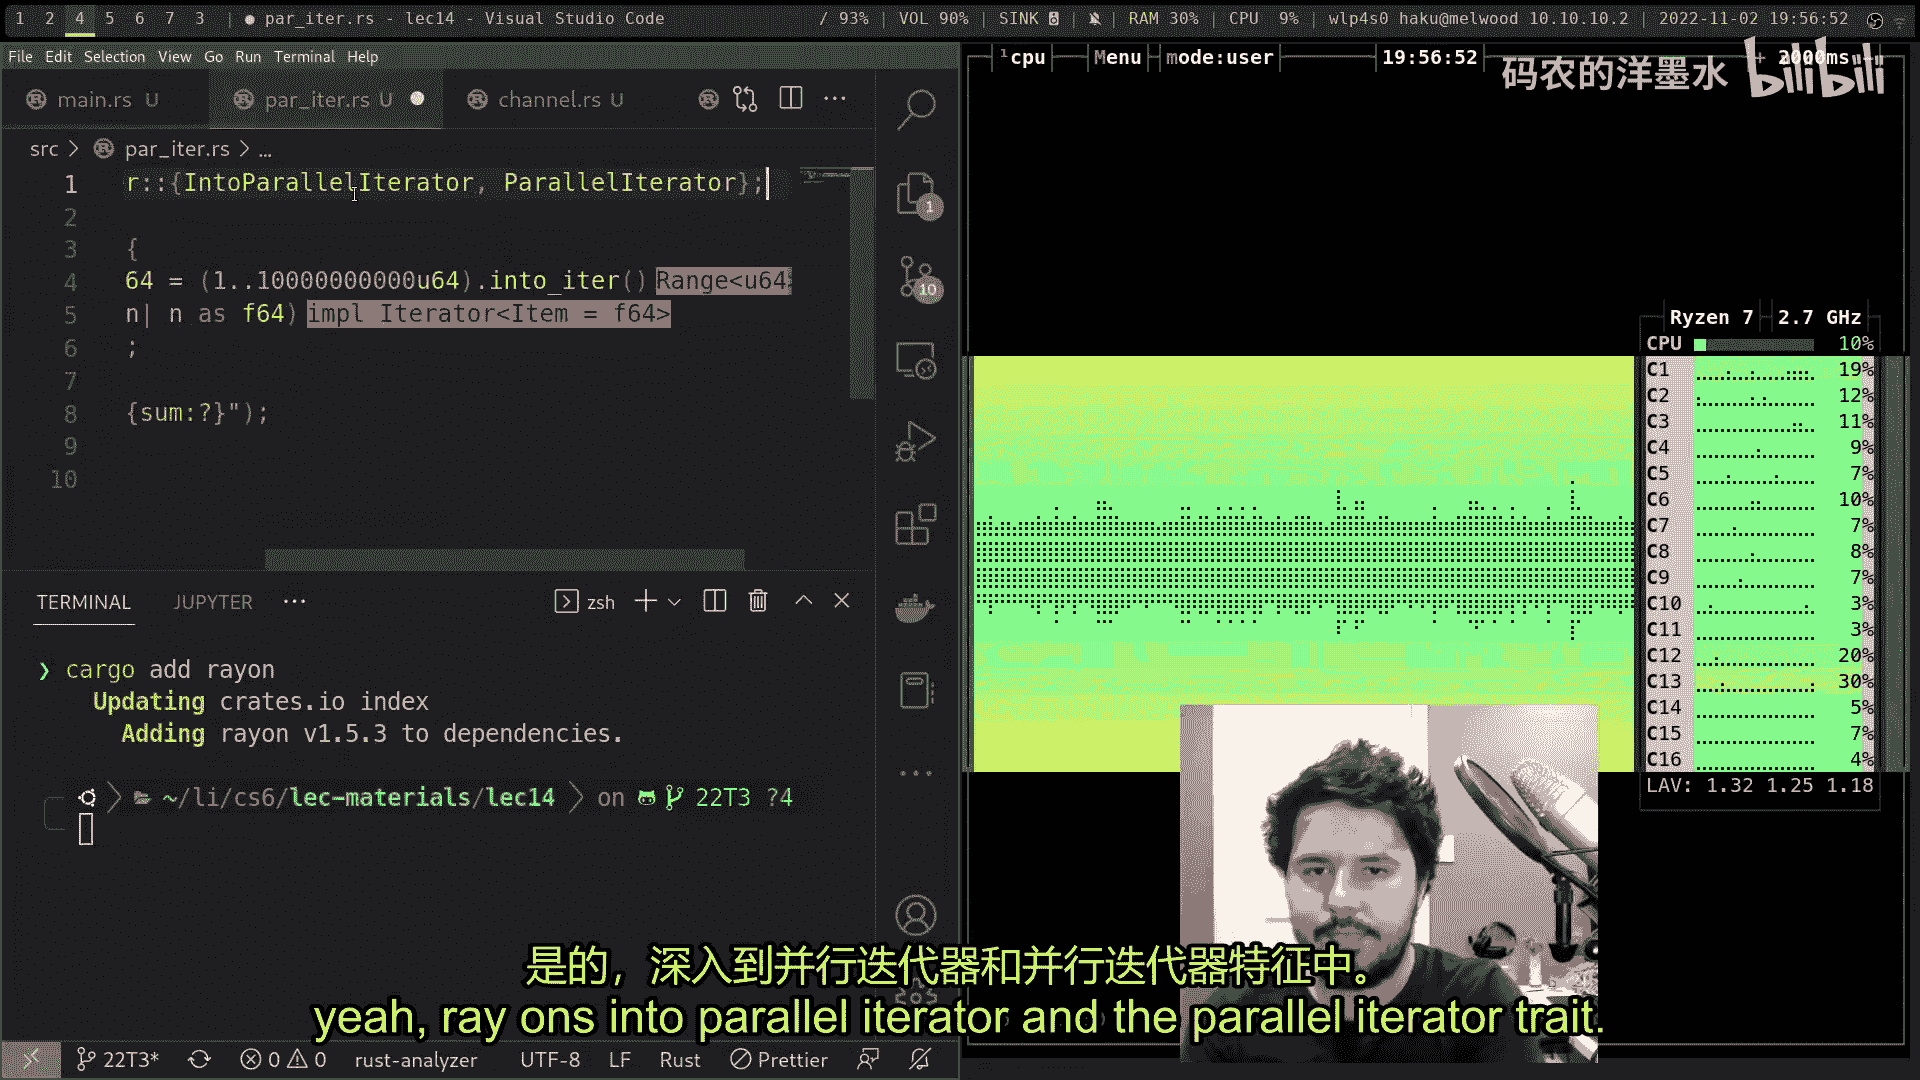 1 2 4 5 6 7 3 | ● par_iter.rs - lec14 - Visual Studio Code
/ 93% | VOL 90% | SINK | RAM 30% | CPU 9% | wlp4s0 haku@melwood 10.10.10.2 | 2022-11-02 19:56:52
File Edit Selection View Go Run Terminal Help
main.rs U par_iter.rs U ● channel.rs U ...
src > par_iter.rs > ...
1 r::{IntoParallelIterator, ParallelIterator};
2
3 {
4 64 = (1..10000000000u64).into_iter() Range<u64
5 n| n as f64) impl Iterator<Item = f64>
6 ;
7
8 {sum:?}");
9
10
1
10
TERMINAL JUPYTER ... zsh
❯ cargo add rayon
Updating crates.io index
Adding rayon v1.5.3 to dependencies.
~/li/cs6/lec-materials/lec14 on 22T3 ?4
22T3* 0 0 rust-analyzer UTF-8 LF Rust Prettier
¹cpu Menu mode:user 19:56:52 + 2000ms
码农的洋墨水 bilibili
Ryzen 7 2.7 GHz
CPU 10%
C1 19%
C2 12%
C3 11%
C4 9%
C5 7%
C6 10%
C7 7%
C8 8%
C9 7%
C10 3%
C11 3%
C12 20%
C13 30%
C14 5%
C15 7%
C16 4%
LAV: 1.32 1.25 1.18
是的，深入到并行迭代器和并行迭代器特征中。
yeah, ray ons into parallel iterator and the parallel iterator trait.